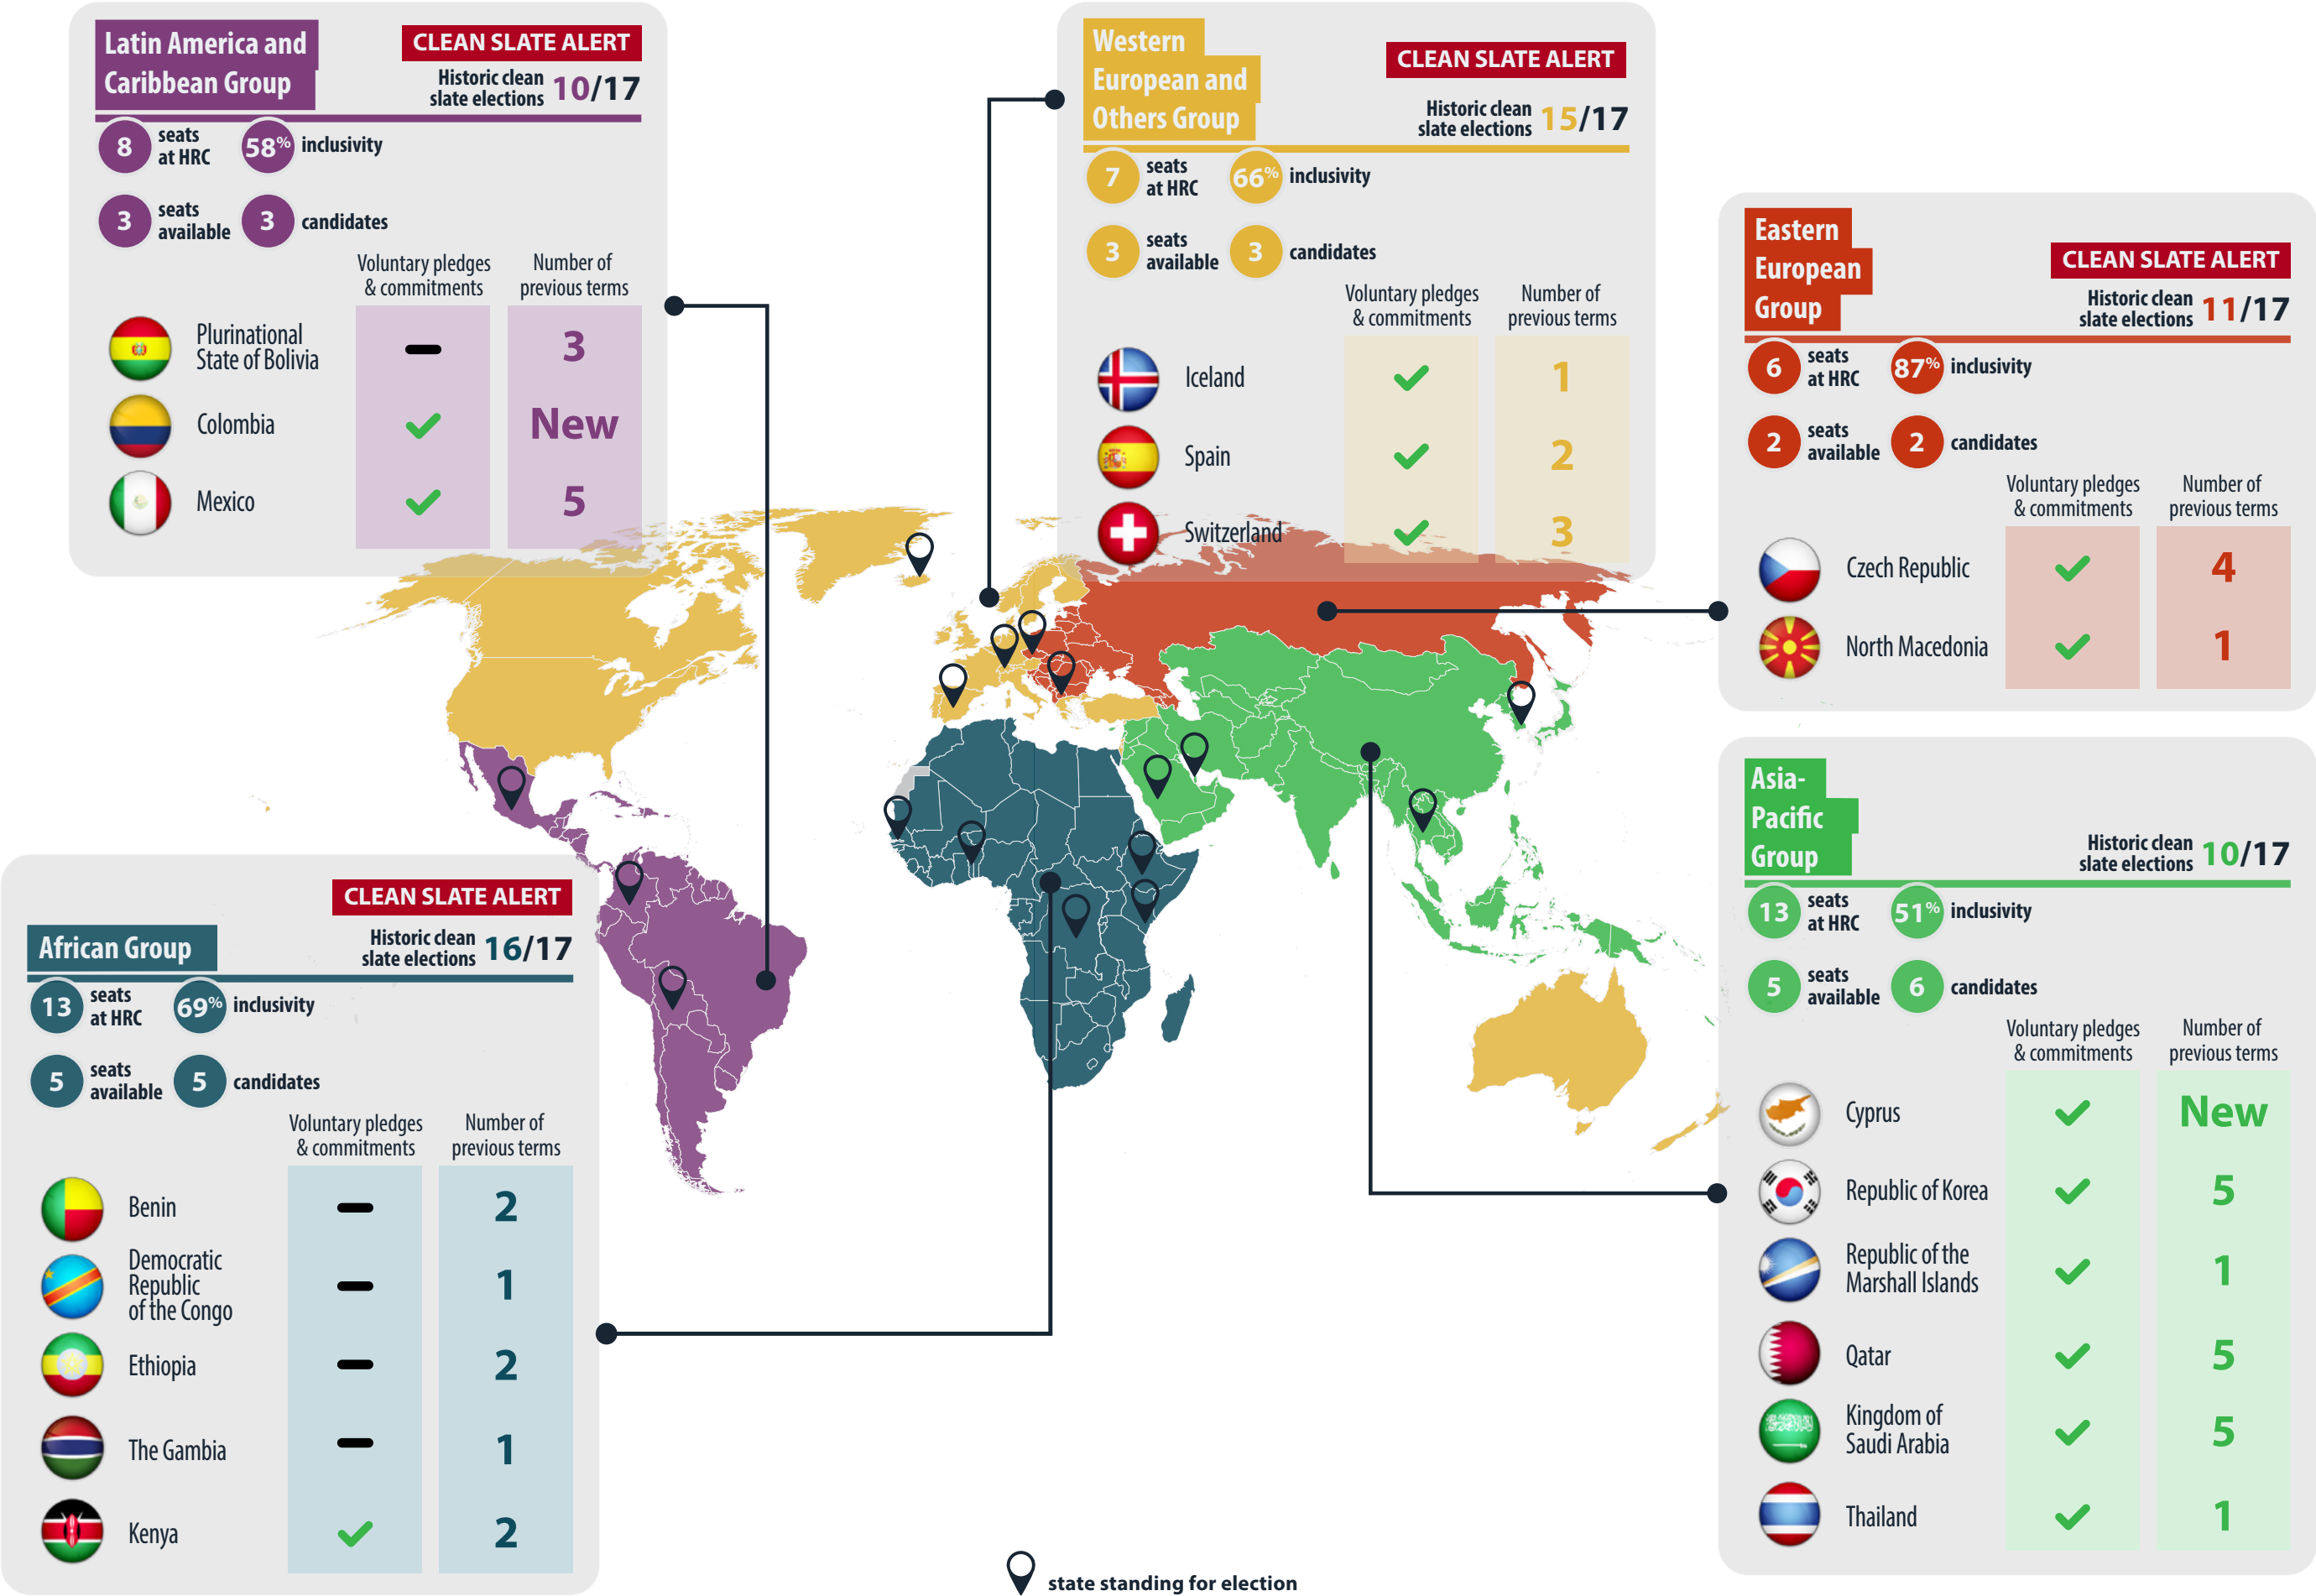 Latin America and
Caribbean Group
CLEAN SLATE ALERT
Historic clean
slate elections 10/17
8 seats
at HRC
58% inclusivity
3 seats
available
3 candidates
Voluntary pledges
& commitments
Number of
previous terms
Plurinational
State of Bolivia
3
Colombia
New
Mexico
5
Western
European and
Others Group
CLEAN SLATE ALERT
Historic clean
slate elections 15/17
7 seats
at HRC
66% inclusivity
3 seats
available
3 candidates
Voluntary pledges
& commitments
Number of
previous terms
Iceland
1
Spain
2
Switzerland
3
Eastern
European
Group
CLEAN SLATE ALERT
Historic clean
slate elections 11/17
6 seats
at HRC
87% inclusivity
2 seats
available
2 candidates
Voluntary pledges
& commitments
Number of
previous terms
Czech Republic
4
North Macedonia
1
African Group
CLEAN SLATE ALERT
Historic clean
slate elections 16/17
13 seats
at HRC
69% inclusivity
5 seats
available
5 candidates
Voluntary pledges
& commitments
Number of
previous terms
Benin
2
Democratic
Republic
of the Congo
1
Ethiopia
2
The Gambia
1
Kenya
2
Asia-
Pacific
Group
Historic clean
slate elections 10/17
13 seats
at HRC
51% inclusivity
5 seats
available
6 candidates
Voluntary pledges
& commitments
Number of
previous terms
Cyprus
New
Republic of Korea
5
Republic of the
Marshall Islands
1
Qatar
5
Kingdom of
Saudi Arabia
5
Thailand
1
state standing for election